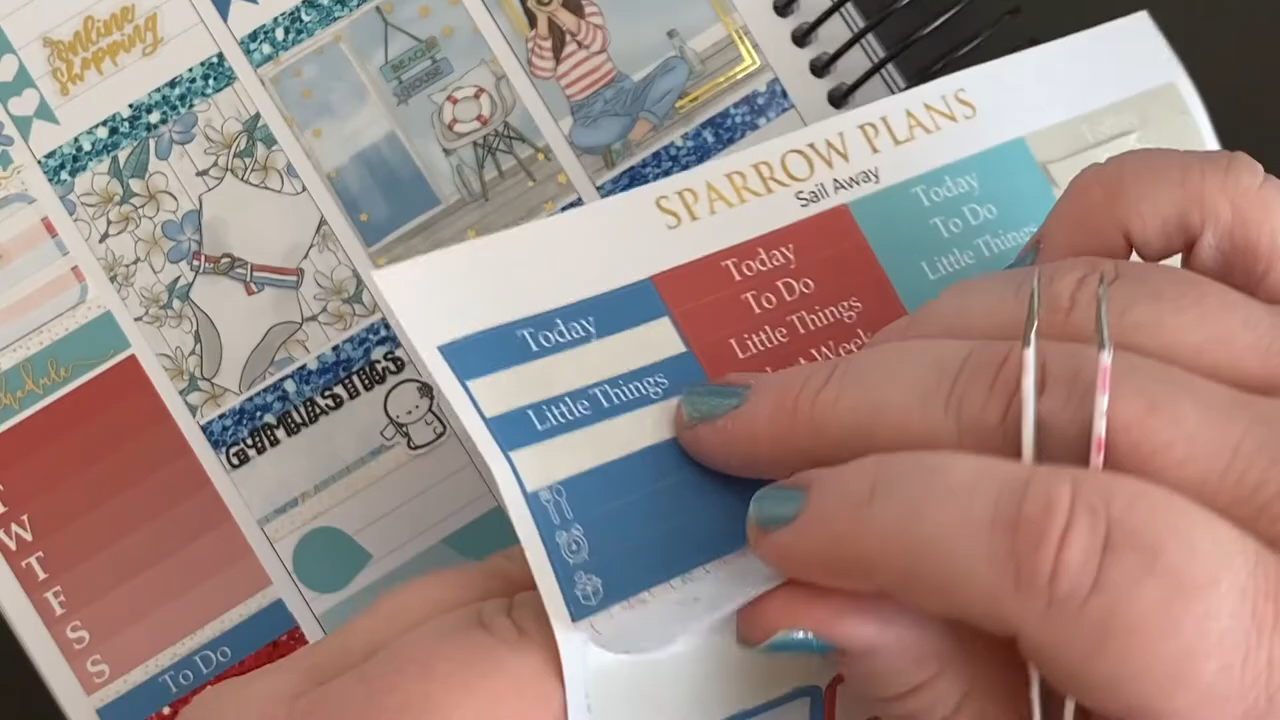 online
shopping
BEACH
HOUSE
SPARROW PLANS
Sail Away
Today
To Do
Little Things
Today
To Do
Little Things
Week
Today
Little Things
GYMNASTICS
W
T
F
S
S
To Do